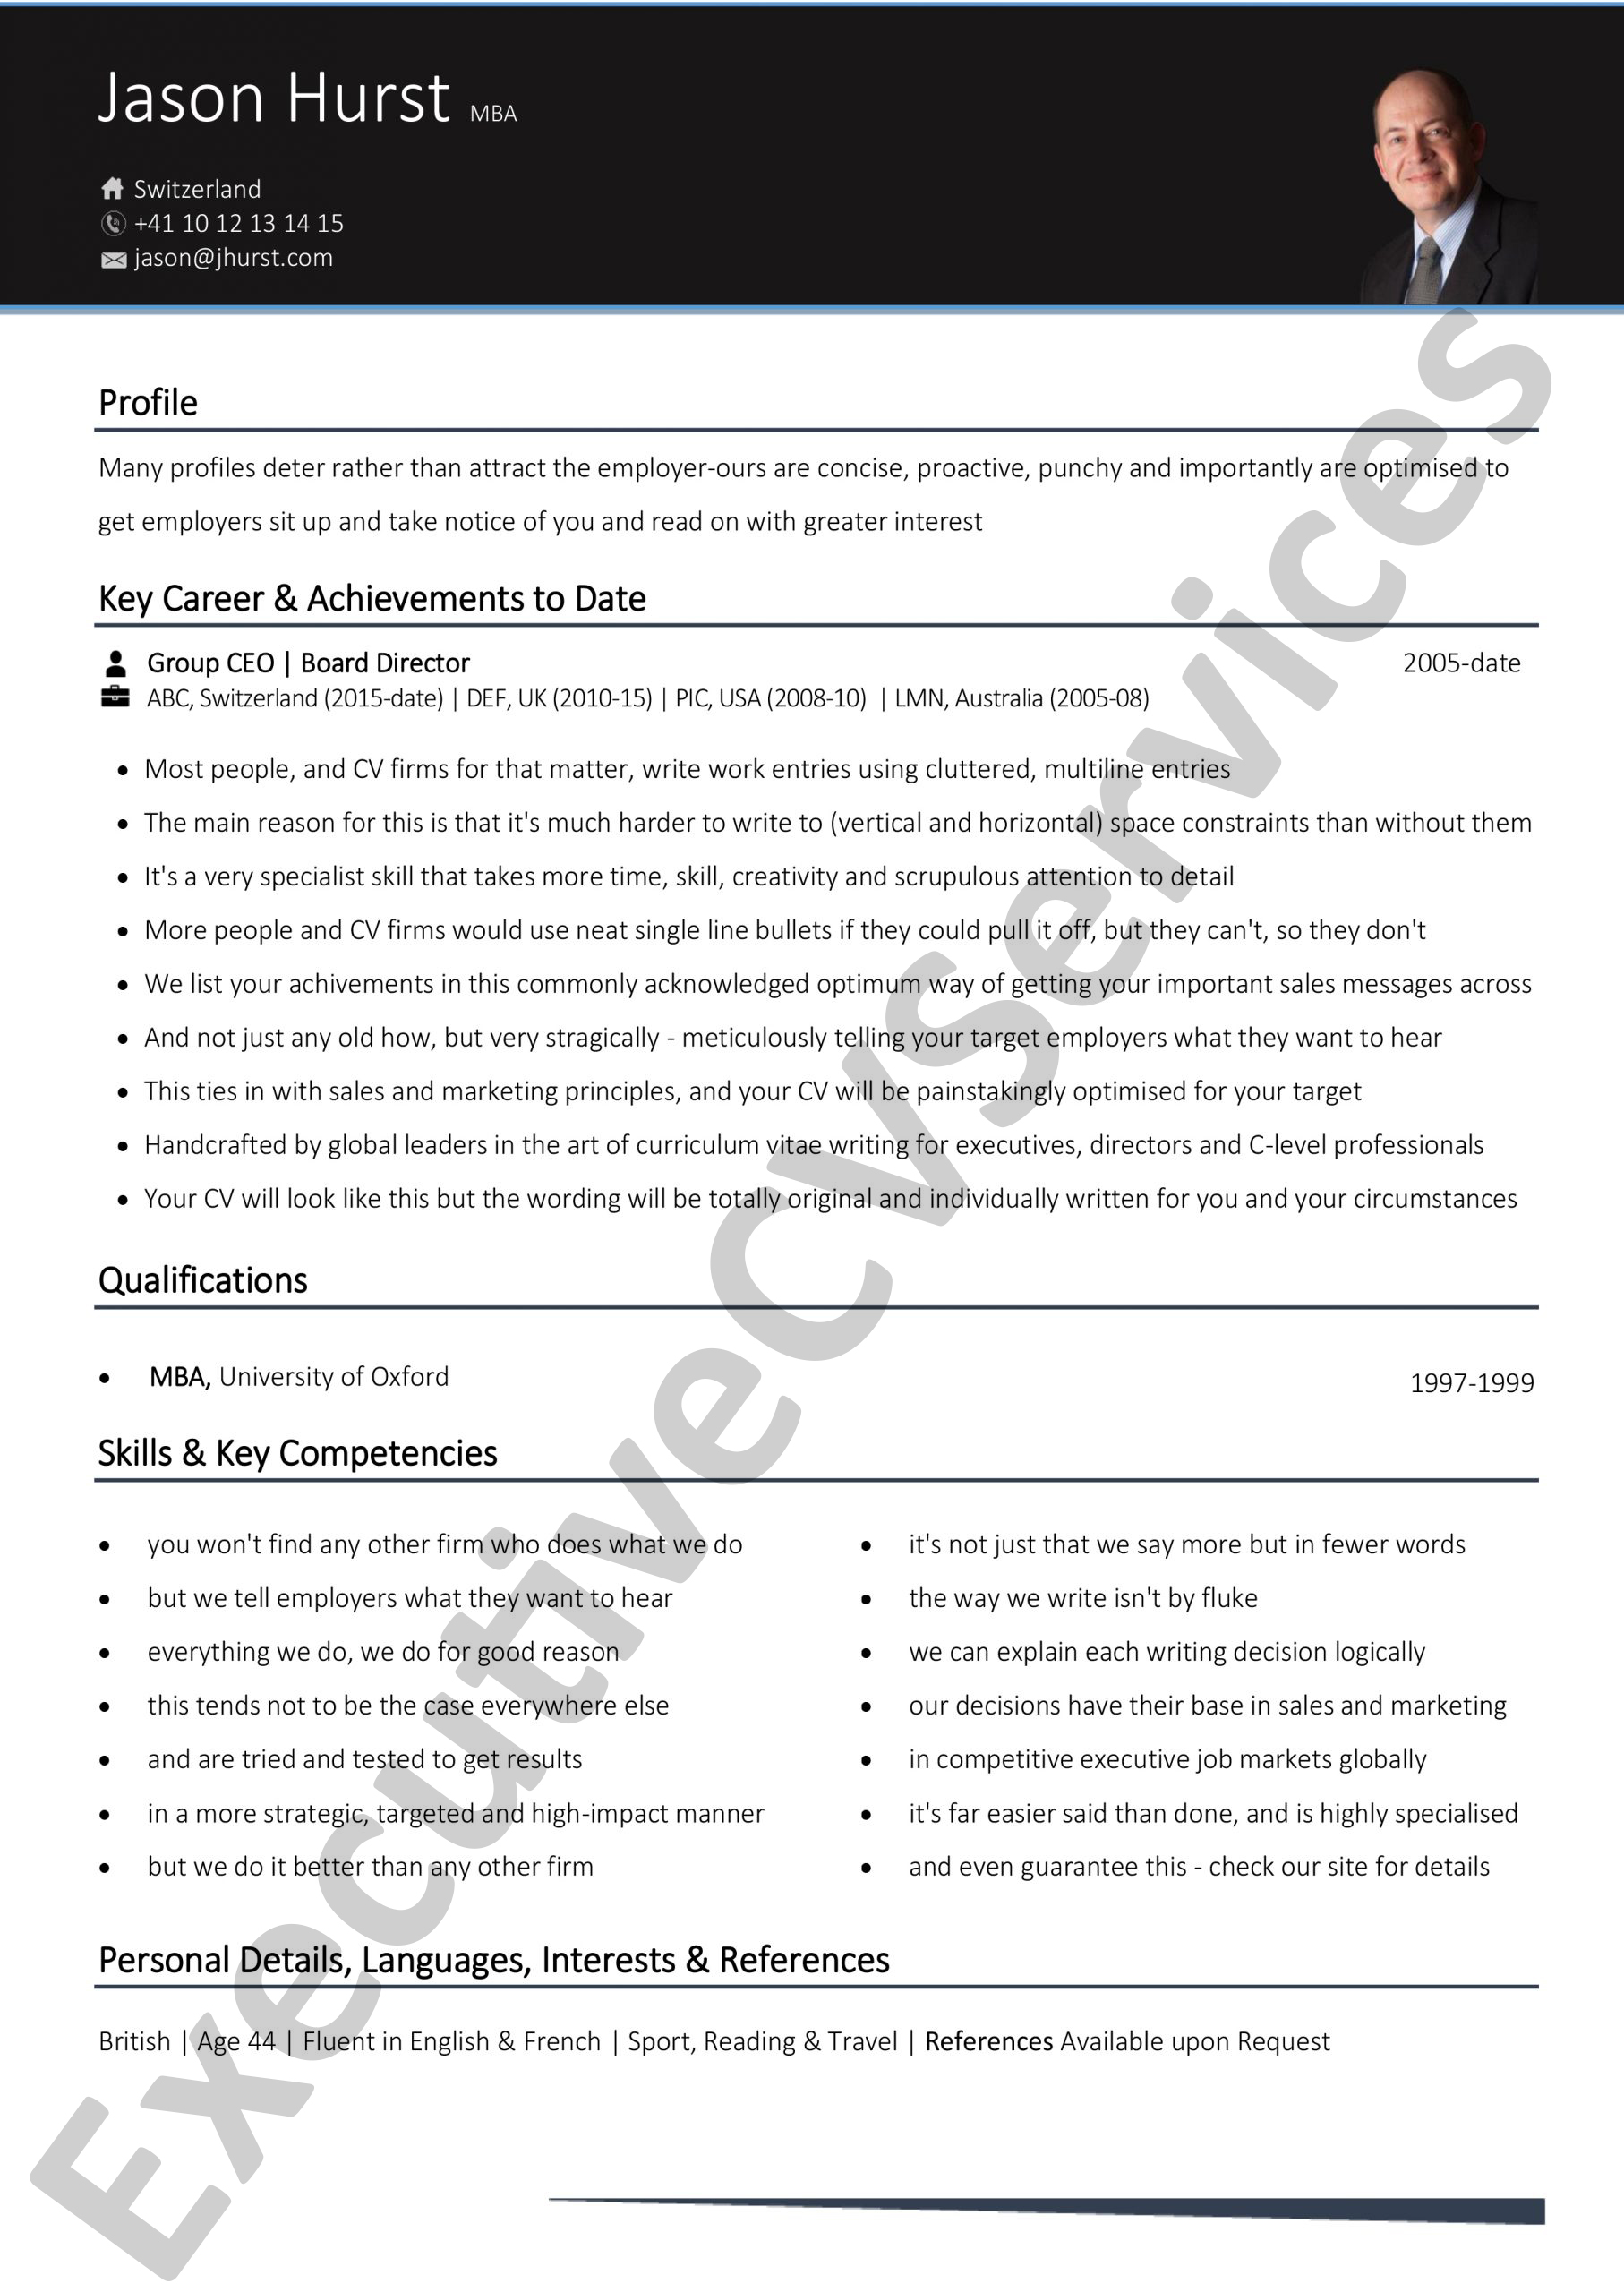 Jason Hurst MBA
Switzerland
+41 10 12 13 14 15
jason@jhurst.com
Profile
Many profiles deter rather than attract the employer-ours are concise, proactive, punchy and importantly are optimised to
get employers sit up and take notice of you and read on with greater interest
Key Career & Achievements to Date
Group CEO | Board Director 2005-date
ABC, Switzerland (2015-date) | DEF, UK (2010-15) | PIC, USA (2008-10) | LMN, Australia (2005-08)
• Most people, and CV firms for that matter, write work entries using cluttered, multiline entries
• The main reason for this is that it's much harder to write to (vertical and horizontal) space constraints than without them
• It's a very specialist skill that takes more time, skill, creativity and scrupulous attention to detail
• More people and CV firms would use neat single line bullets if they could pull it off, but they can't, so they don't
• We list your achivements in this commonly acknowledged optimum way of getting your important sales messages across
• And not just any old how, but very stragically - meticulously telling your target employers what they want to hear
• This ties in with sales and marketing principles, and your CV will be painstakingly optimised for your target
• Handcrafted by global leaders in the art of curriculum vitae writing for executives, directors and C-level professionals
• Your CV will look like this but the wording will be totally original and individually written for you and your circumstances
Qualifications
• MBA, University of Oxford 1997-1999
Skills & Key Competencies
• you won't find any other firm who does what we do
• but we tell employers what they want to hear
• everything we do, we do for good reason
• this tends not to be the case everywhere else
• and are tried and tested to get results
• in a more strategic, targeted and high-impact manner
• but we do it better than any other firm
• it's not just that we say more but in fewer words
• the way we write isn't by fluke
• we can explain each writing decision logically
• our decisions have their base in sales and marketing
• in competitive executive job markets globally
• it's far easier said than done, and is highly specialised
• and even guarantee this - check our site for details
Personal Details, Languages, Interests & References
British | Age 44 | Fluent in English & French | Sport, Reading & Travel | References Available upon Request
ExecutiveCVServices